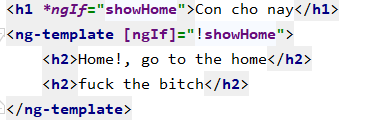 <h1 *ngIf="showHome">Con cho nay</h1>
<ng-template [ngIf]="!showHome">
<h2>Home!, go to the home</h2>
<h2>fuck the bitch</h2>
</ng-template>